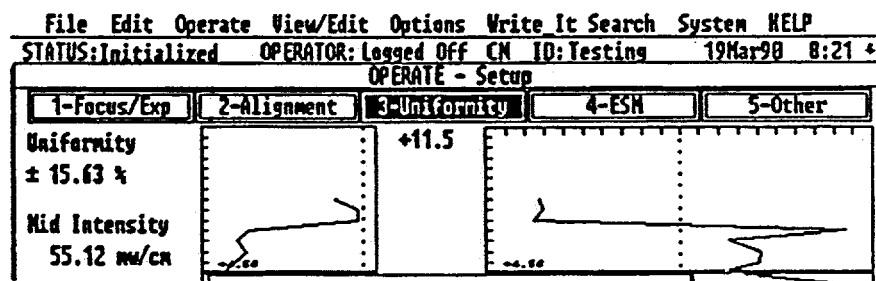 File Edit Operate View/Edit Options Write_It Search System HELP
STATUS:Initialized OPERATOR: Logged Off CM ID:Testing 19Mar90 8:21
OPERATE - Setup
1-Focus/Exp 2-Alignment 3-Uniformity 4-ESM 5-Other
Uniformity +11.5
± 15.63 %
Mid Intensity
55.12 mw/cm